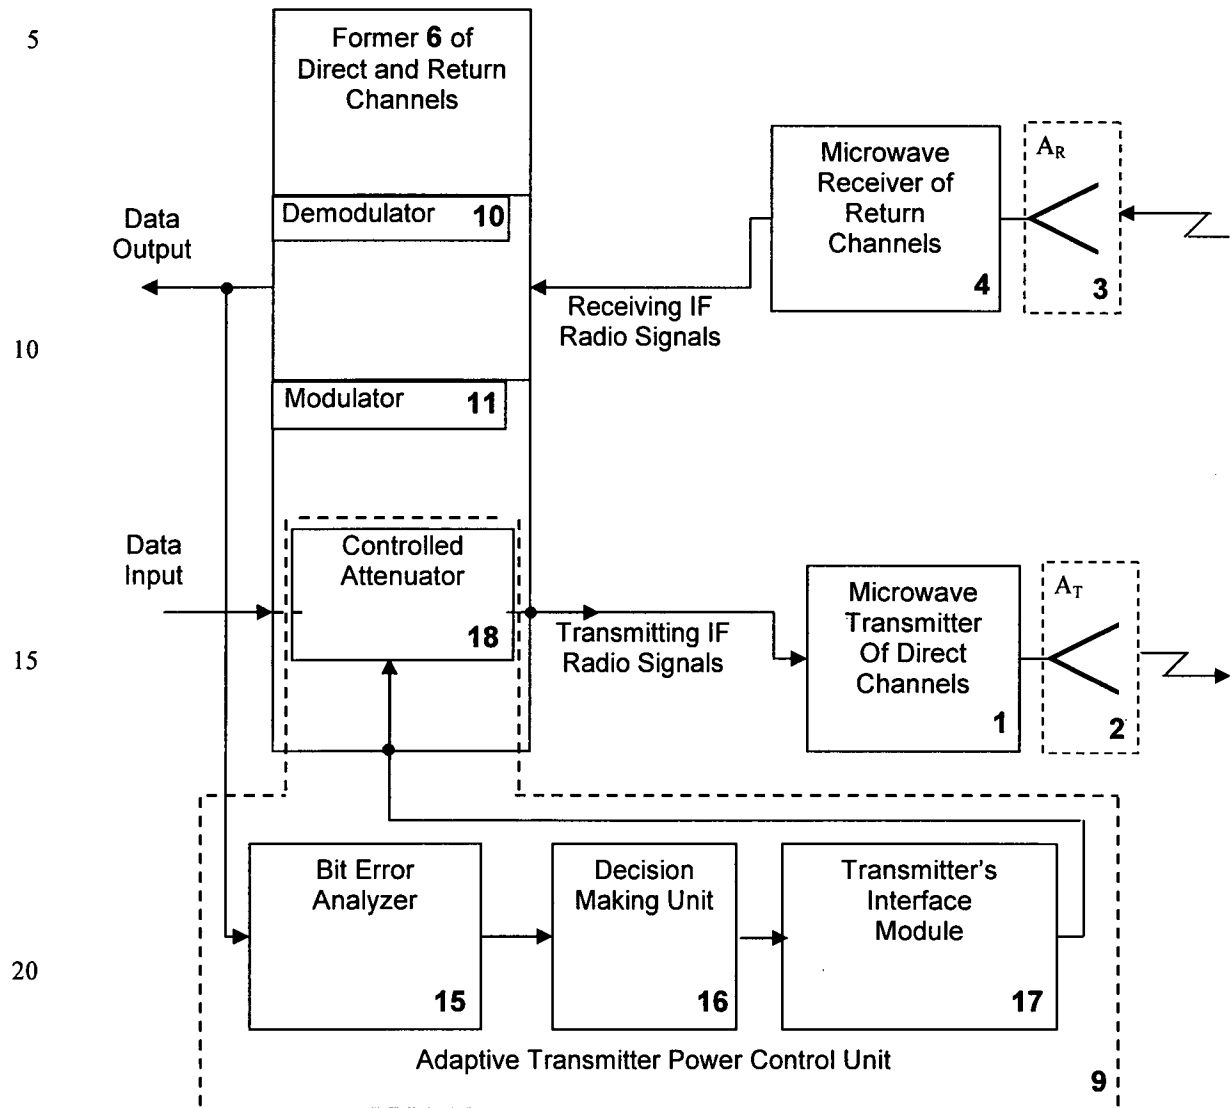 5
Former 6 of
Direct and Return
Channels
Microwave
Receiver of
Return
Channels
4
A_R
3
Demodulator 10
Data
Output
Receiving IF
Radio Signals
10
Modulator 11
Data
Input
Controlled
Attenuator
18
Transmitting IF
Radio Signals
Microwave
Transmitter
Of Direct
Channels
1
A_T
2
15
Bit Error
Analyzer
15
Decision
Making Unit
16
Transmitter's
Interface
Module
17
20
Adaptive Transmitter Power Control Unit
9